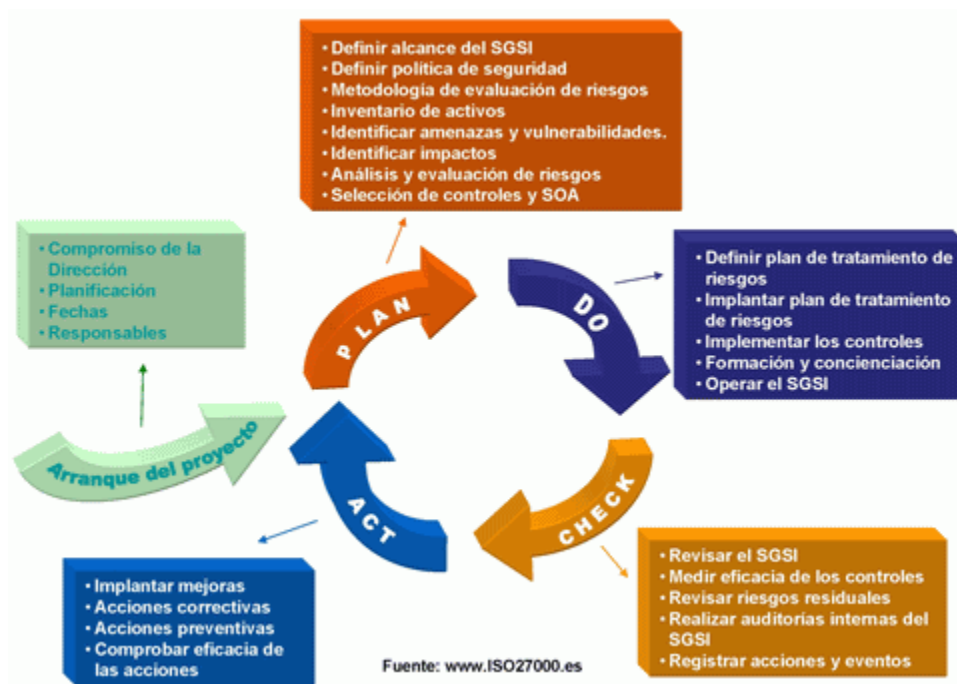 • Definir alcance del SGSI
• Definir política de seguridad
• Metodología de evaluación de riesgos
• Inventario de activos
• Identificar amenazas y vulnerabilidades.
• Identificar impactos
• Análisis y evaluación de riesgos
• Selección de controles y SOA
• Compromiso de la
Dirección
• Planificación
• Fechas
• Responsables
Arranque del proyecto
PLAN
DO
• Definir plan de tratamiento de
riesgos
• Implantar plan de tratamiento
de riesgos
• Implementar los controles
• Formación y concienciación
• Operar el SGSI
CHECK
• Revisar el SGSI
• Medir eficacia de los controles
• Revisar riesgos residuales
• Realizar auditorías internas del
SGSI
• Registrar acciones y eventos
ACT
• Implantar mejoras
• Acciones correctivas
• Acciones preventivas
• Comprobar eficacia de
las acciones
Fuente: www.ISO27000.es